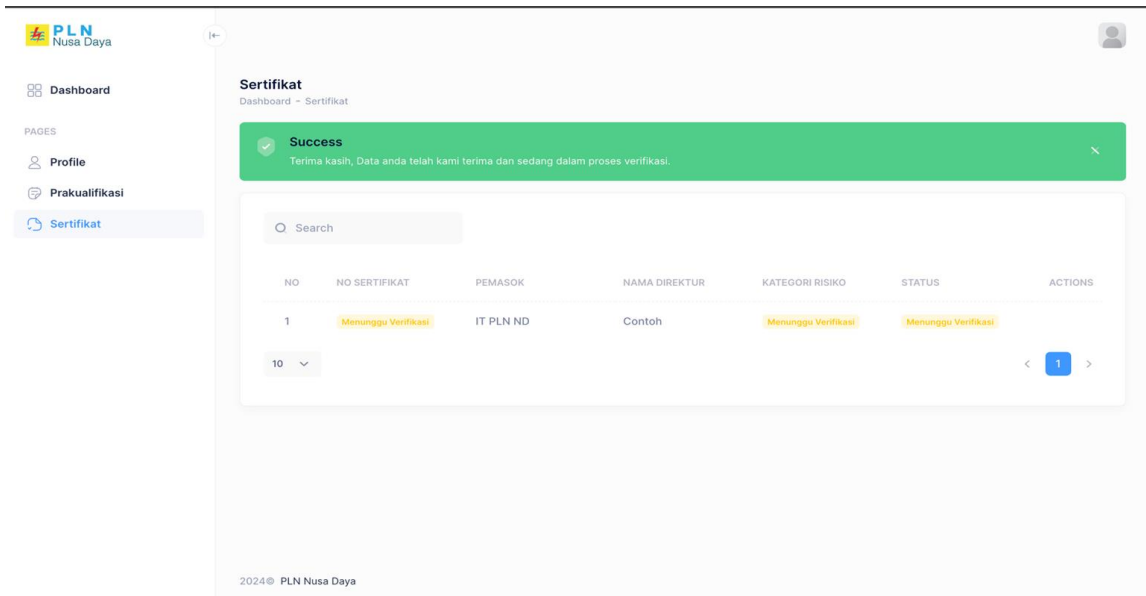 PLN
Nusa Daya
Dashboard
PAGES
Profile
Prakualifikasi
Sertifikat
Sertifikat
Dashboard - Sertifikat
Success
Terima kasih, Data anda telah kami terima dan sedang dalam proses verifikasi.
Search
NO NO SERTIFIKAT PEMASOK NAMA DIREKTUR KATEGORI RISIKO STATUS ACTIONS
1 Menunggu Verifikasi IT PLN ND Contoh Menunggu Verifikasi Menunggu Verifikasi
10 < 1 >
2024© PLN Nusa Daya